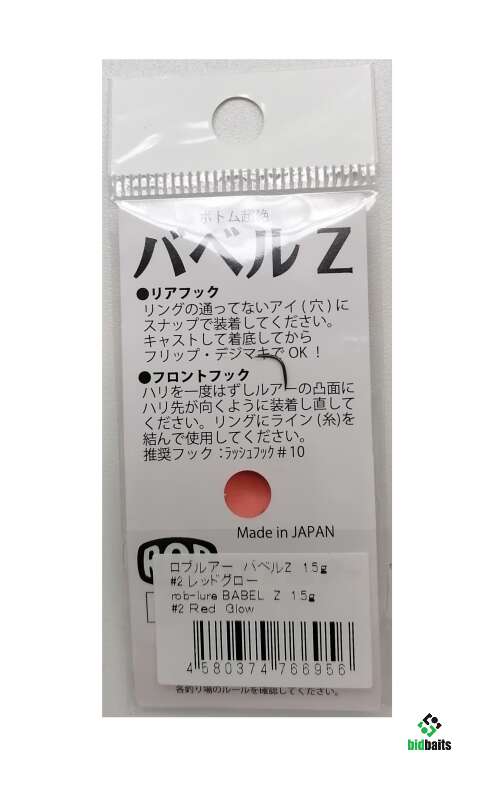 ボトム起絶
バベル Z
●リアフック
リングの通ってないアイ(穴)に
スナップで装着してください。
キャストして着底してから
フリップ・デジマキで OK！
●フロントフック
ハリを一度はずしルアーの凸面に
ハリ先が向くように装着し直して
ください。リングにライン(糸)を
結んで使用してください。
推奨フック：ﾗｯｼｭﾌｯｸ＃10
Made in JAPAN
ロブルアー バベルZ 1.5g
#2 レッドグロー
rob-lure BABEL Z 1.5g
#2 Red Glow
4 580374 766956
各釣り場のルールを確認してください。
bidbaits